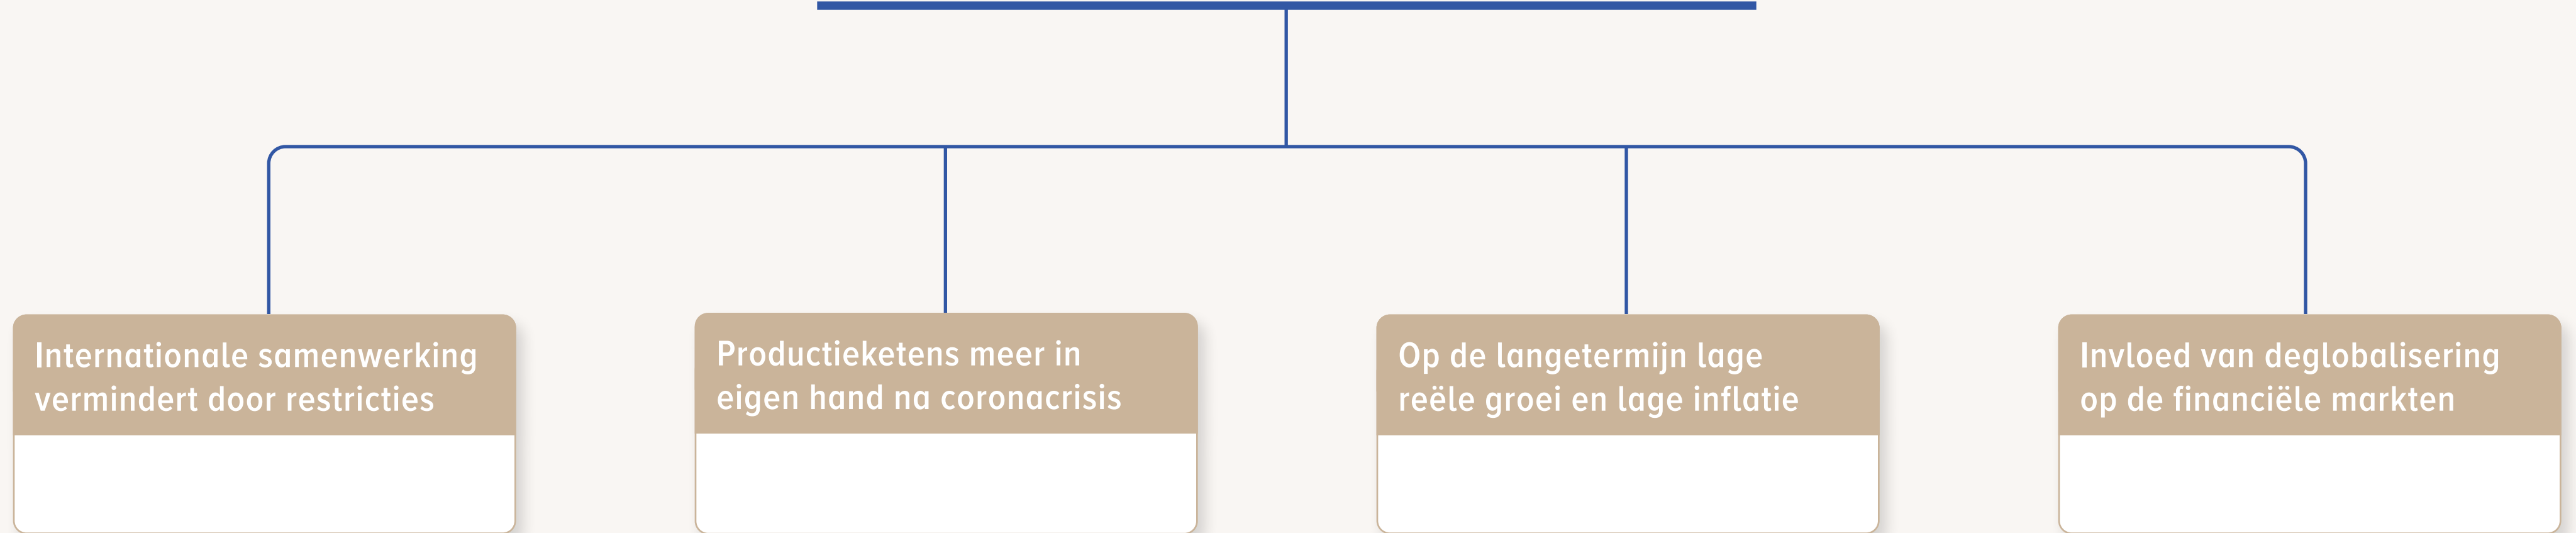 Internationale samenwerking
vermindert door restricties
Productieketens meer in
eigen hand na coronacrisis
Op de langetermijn lage
reële groei en lage inflatie
Invloed van deglobalisering
op de financiële markten